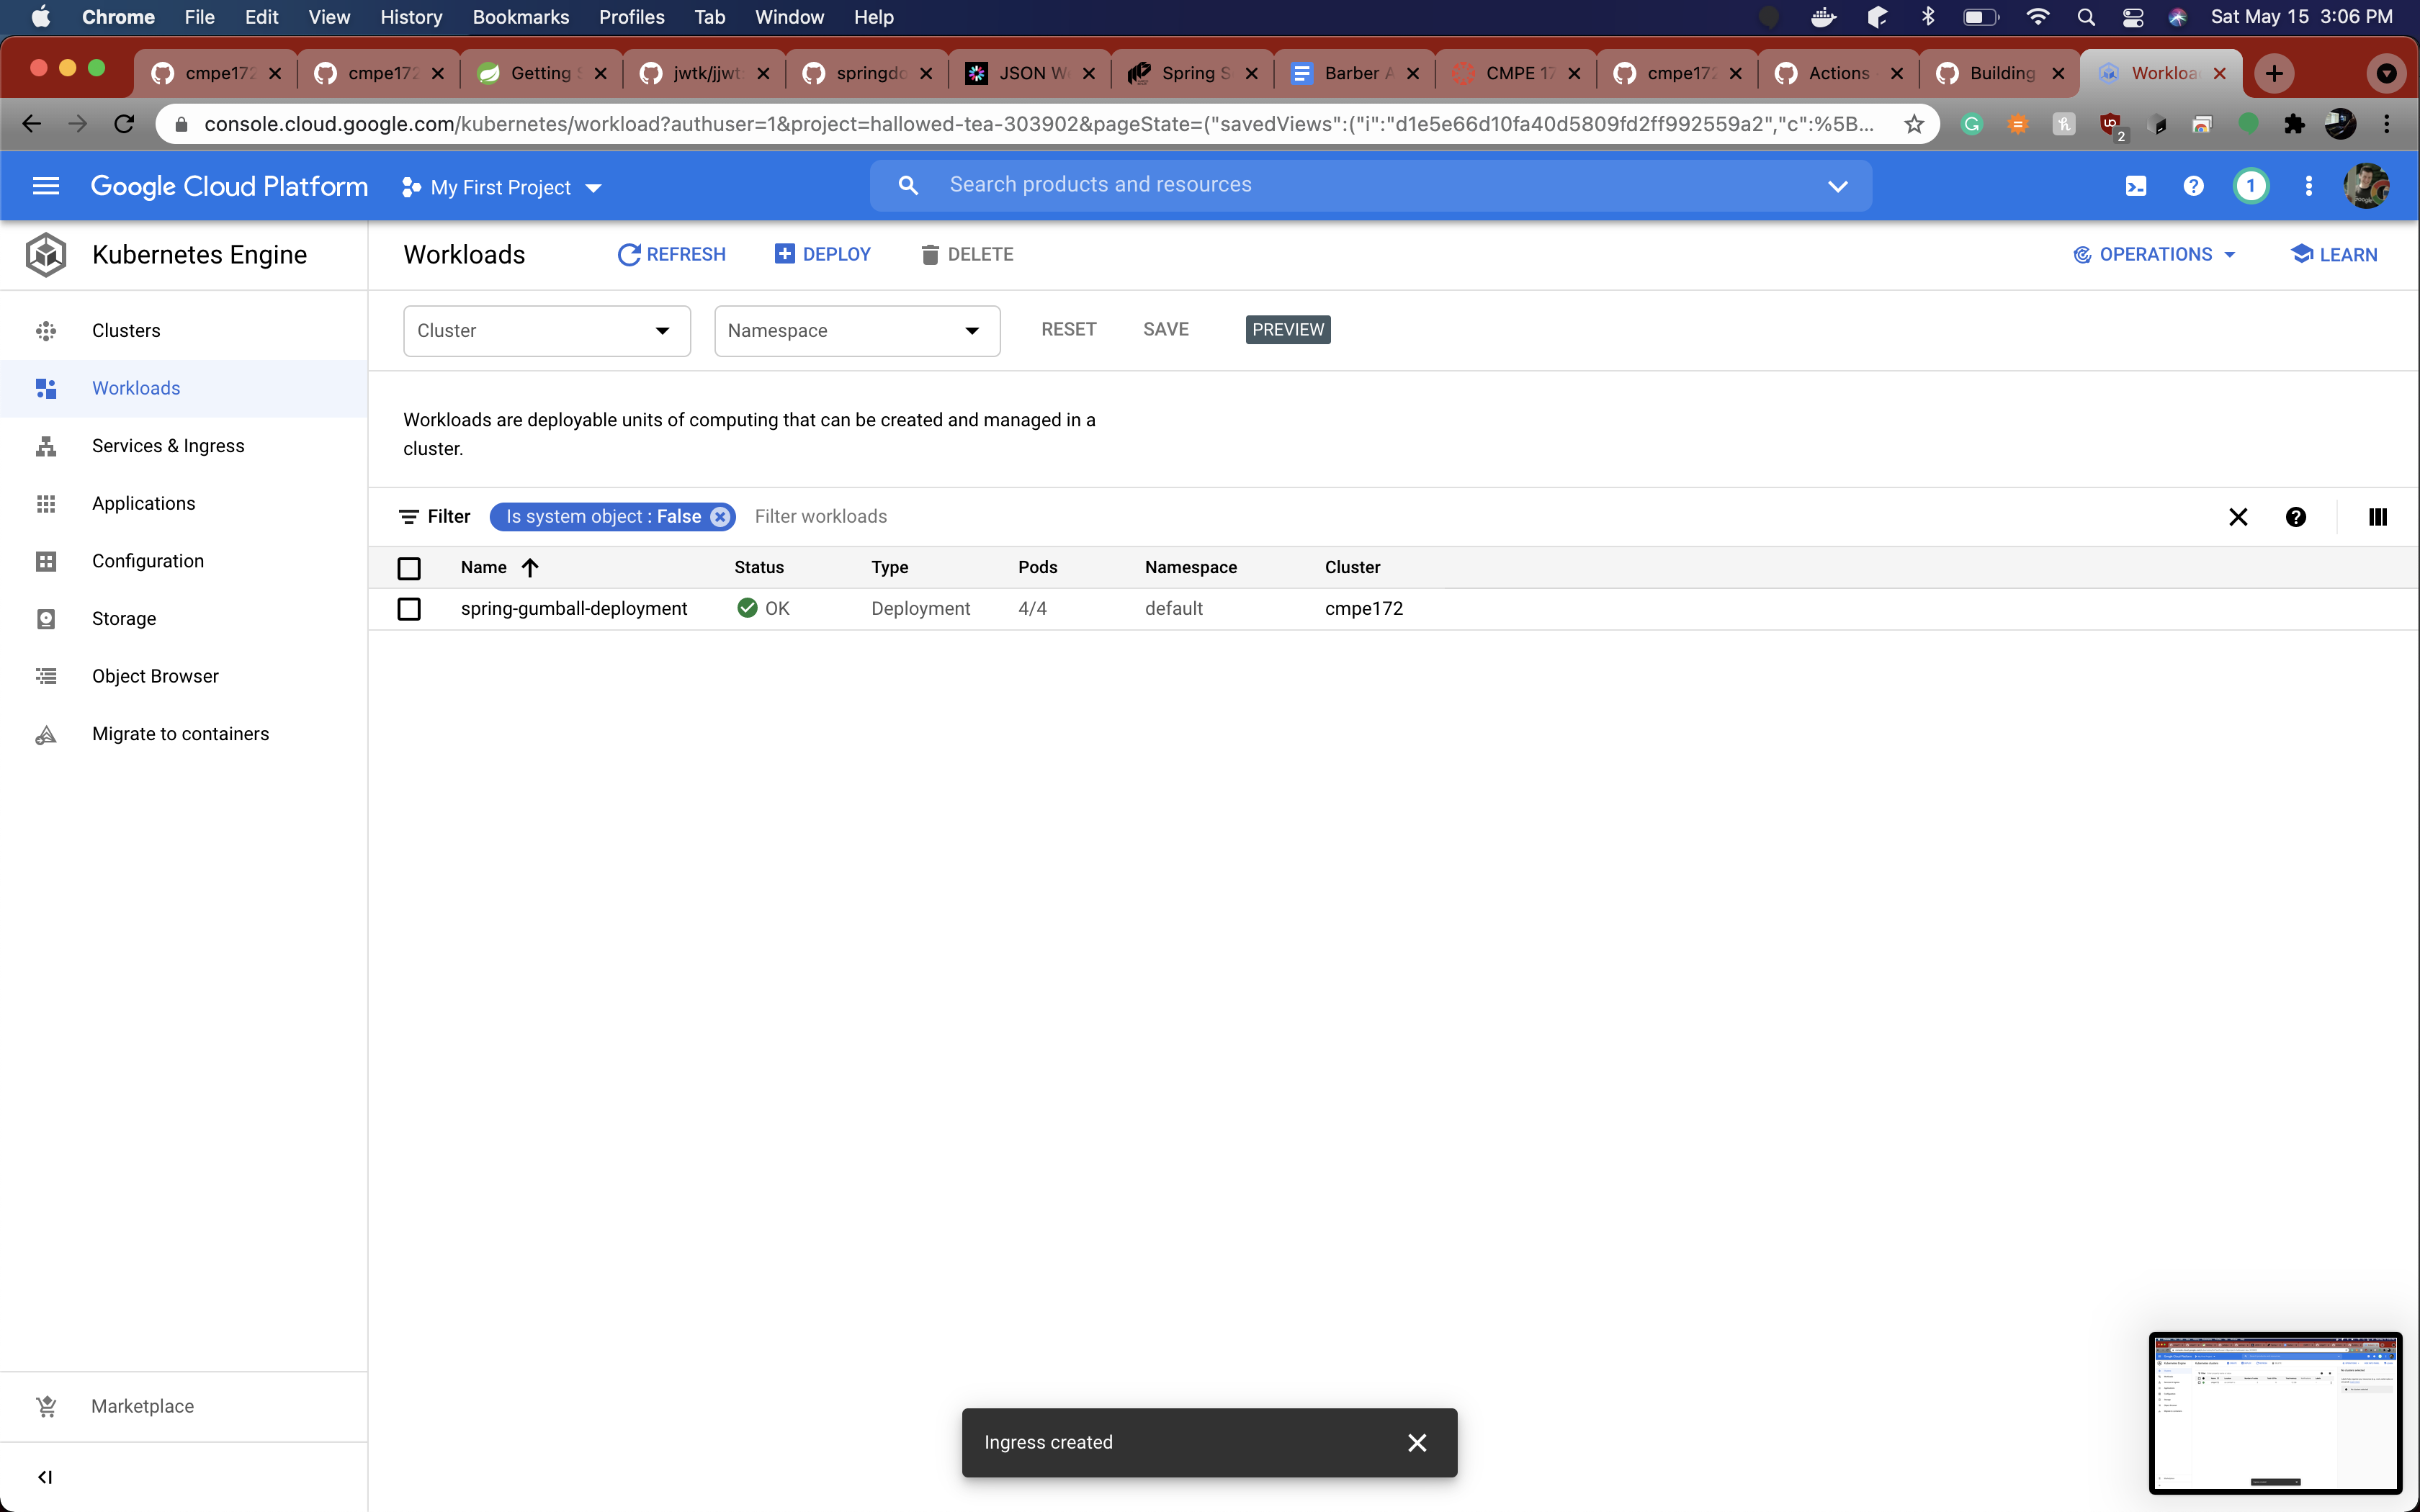 Chrome File Edit View History Bookmarks Profiles Tab Window Help Sat May 15 3:06 PM
cmpe172 cmpe172 Getting S jwtk/jjwt: springdo JSON W Spring S Barber A CMPE 17 cmpe172 Actions Building Workloa
console.cloud.google.com/kubernetes/workload?authuser=1&project=hallowed-tea-303902&pageState=("savedViews":("i":"d1e5e66d10fa40d5809fd2ff992559a2","c":%5B... 2
Google Cloud Platform My First Project Search products and resources 1
Kubernetes Engine
Workloads REFRESH DEPLOY DELETE OPERATIONS LEARN
Clusters
Workloads
Services & Ingress
Applications
Configuration
Storage
Object Browser
Migrate to containers
Marketplace
Cluster Namespace RESET SAVE PREVIEW
Workloads are deployable units of computing that can be created and managed in a
cluster.
Filter Is system object : False Filter workloads
Name Status Type Pods Namespace Cluster
spring-gumball-deployment OK Deployment 4/4 default cmpe172
Ingress created